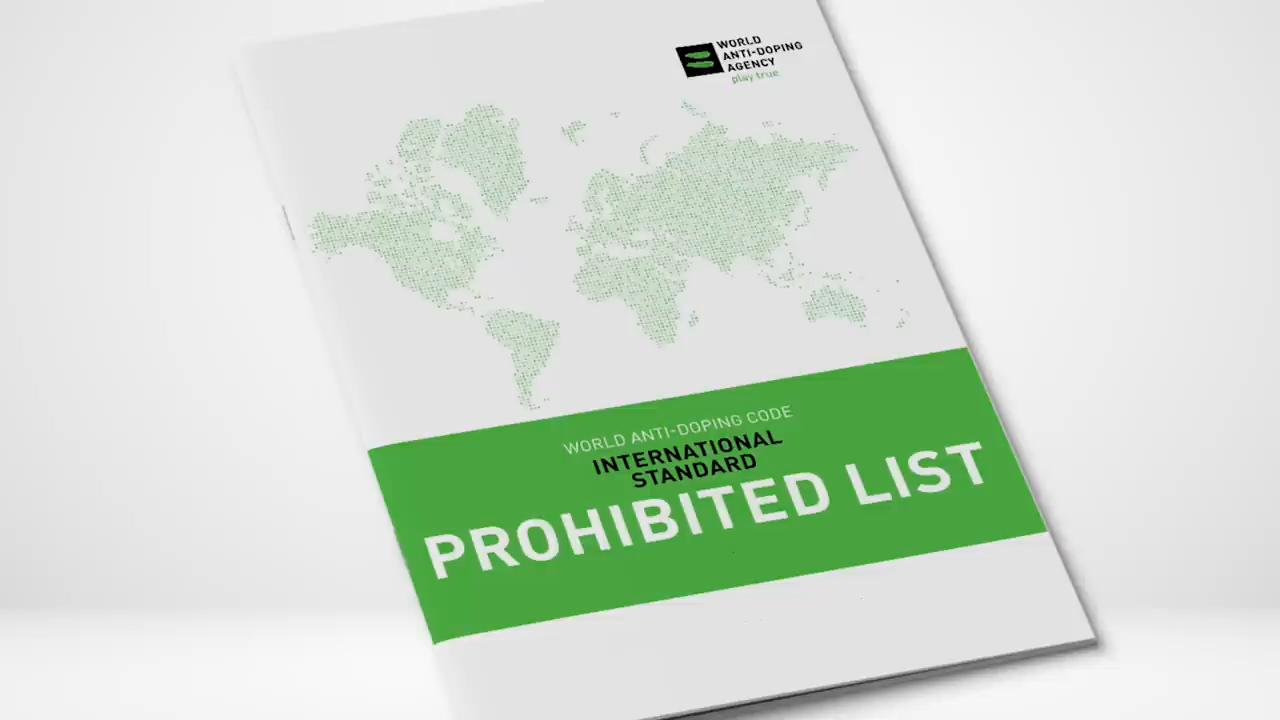 WORLD
ANTI-DOPING
AGENCY
play true
WORLD ANTI-DOPING CODE
INTERNATIONAL
STANDARD
PROHIBITED LIST